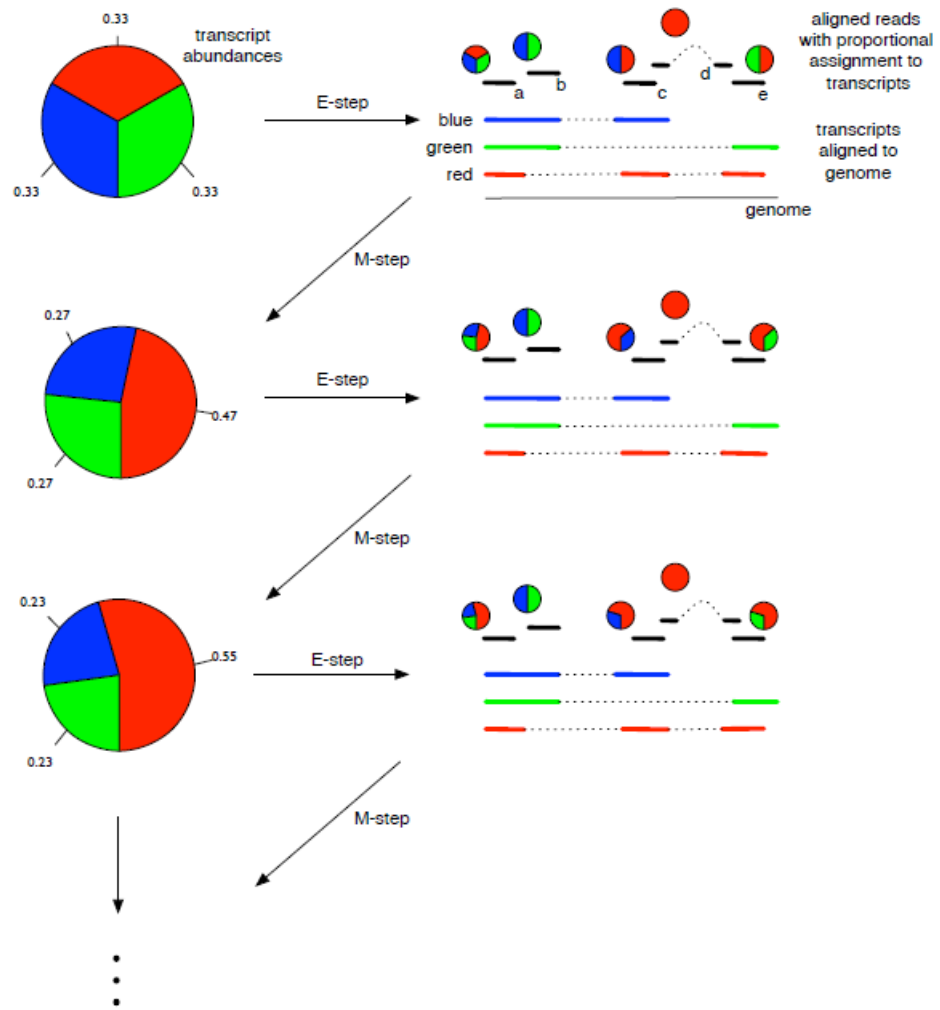 0.33
transcript
abundances
0.33
0.33
E-step
a
b
c
d
e
aligned reads
with proportional
assignment to
transcripts
blue
green
red
transcripts
aligned to
genome
genome
M-step
0.27
0.47
0.27
E-step
M-step
0.23
0.55
0.23
E-step
M-step